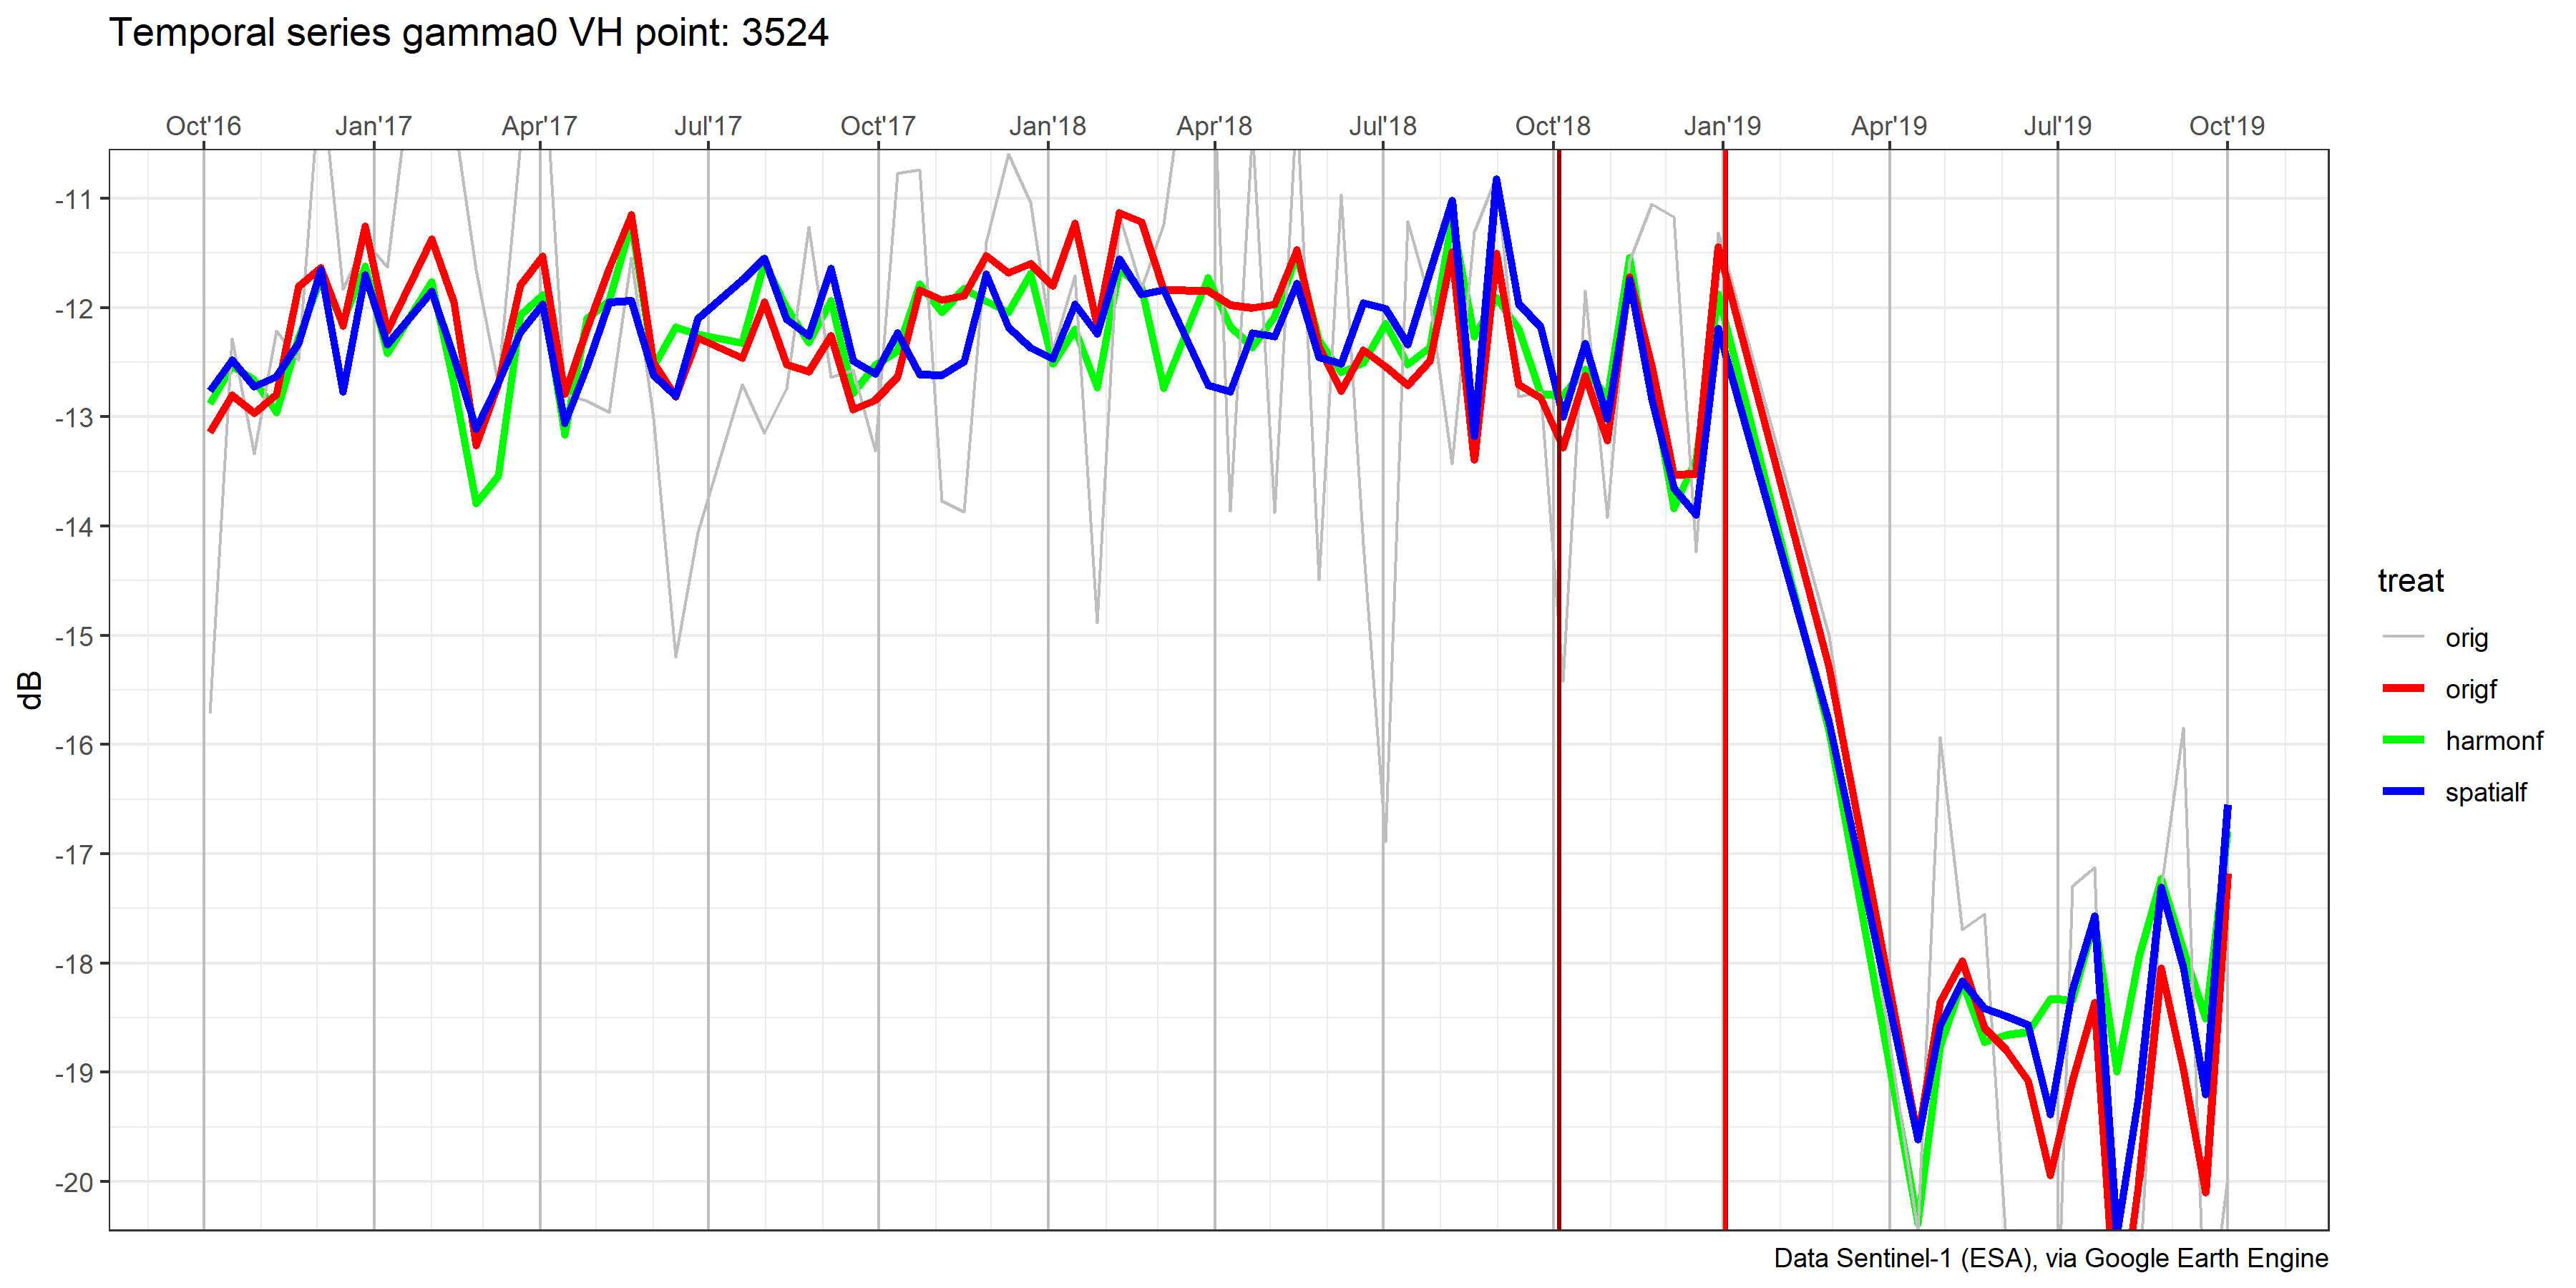 Temporal series gamma0 VH point: 3524
Oct'16 Jan'17 Apr'17 Jul'17 Oct'17 Jan'18 Apr'18 Jul'18 Oct'18 Jan'19 Apr'19 Jul'19 Oct'19
-11
-12
-13
-14
-15
-16
-17
-18
-19
-20
dB
treat
orig
origf
harmonf
spatialf
Data Sentinel-1 (ESA), via Google Earth Engine